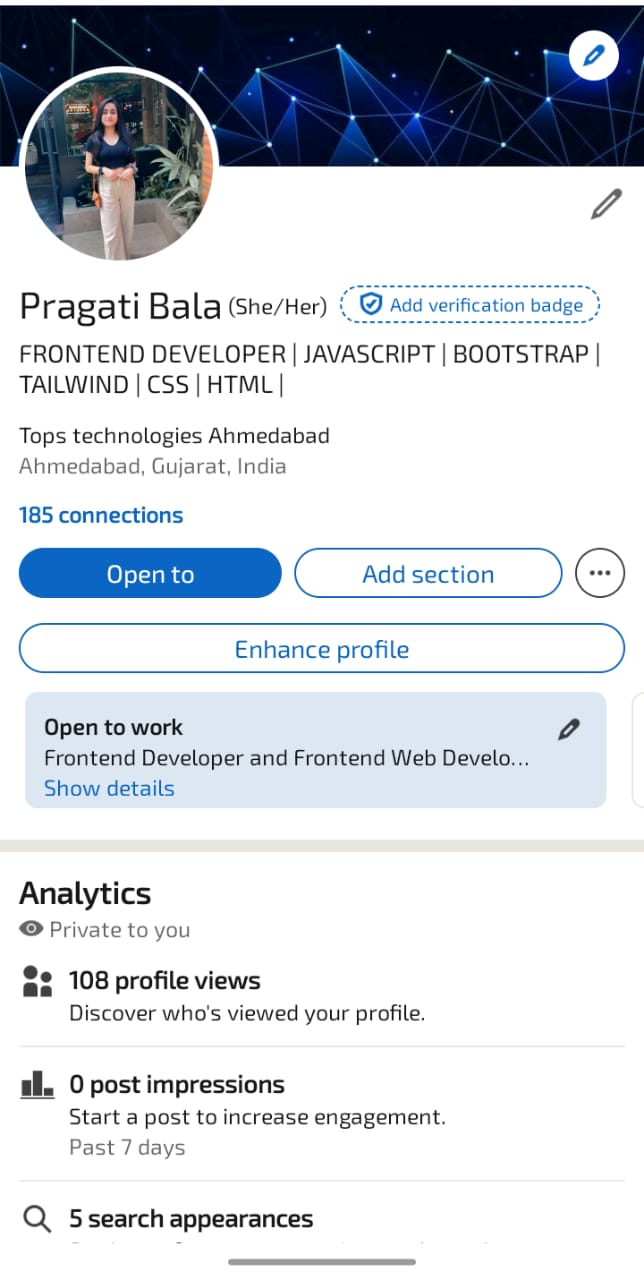 Pragati Bala (She/Her) Add verification badge
FRONTEND DEVELOPER | JAVASCRIPT | BOOTSTRAP |
TAILWIND | CSS | HTML |
Tops technologies Ahmedabad
Ahmedabad, Gujarat, India
185 connections
Open to Add section
Enhance profile
Open to work
Frontend Developer and Frontend Web Develo...
Show details
Analytics
Private to you
108 profile views
Discover who's viewed your profile.
0 post impressions
Start a post to increase engagement.
Past 7 days
5 search appearances